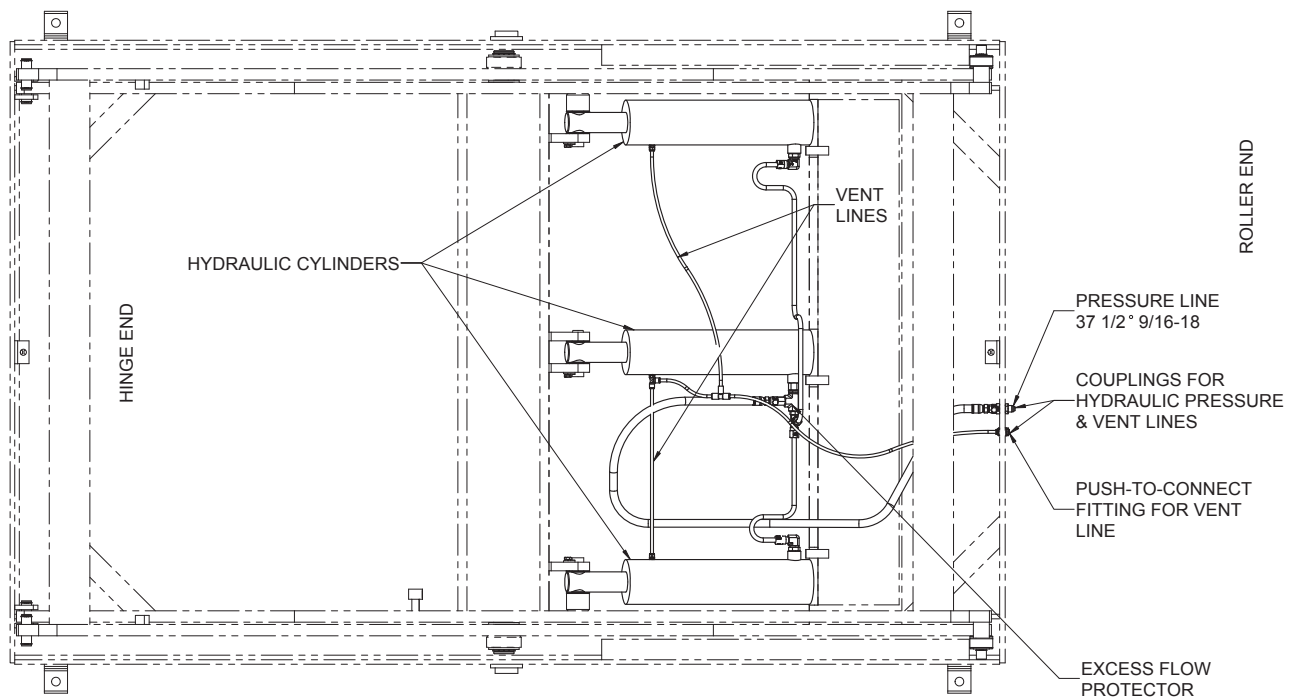 VENT
LINES
HYDRAULIC CYLINDERS
HINGE END
ROLLER END
PRESSURE LINE
37 1/2° 9/16-18
COUPLINGS FOR
HYDRAULIC PRESSURE
& VENT LINES
PUSH-TO-CONNECT
FITTING FOR VENT
LINE
EXCESS FLOW
PROTECTOR